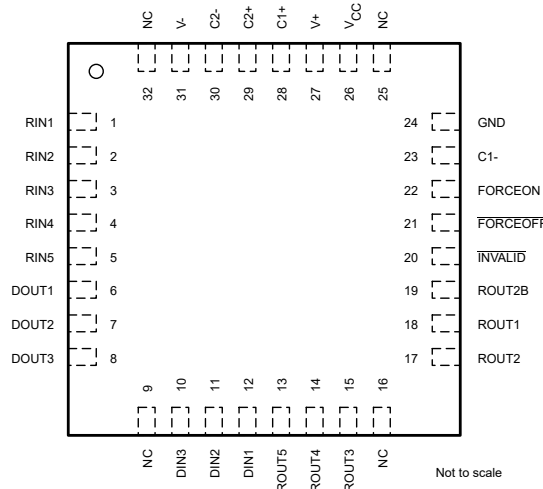 NC
V-
C2-
C2+
C1+
V+
VCC
NC
32
31
30
29
28
27
26
25
RIN1 1
RIN2 2
RIN3 3
RIN4 4
RIN5 5
DOUT1 6
DOUT2 7
DOUT3 8
24 GND
23 C1-
22 FORCEON
21 FORCEOFF
20 INVALID
19 ROUT2B
18 ROUT1
17 ROUT2
9
10
11
12
13
14
15
16
NC
DIN3
DIN2
DIN1
ROUT5
ROUT4
ROUT3
NC
Not to scale